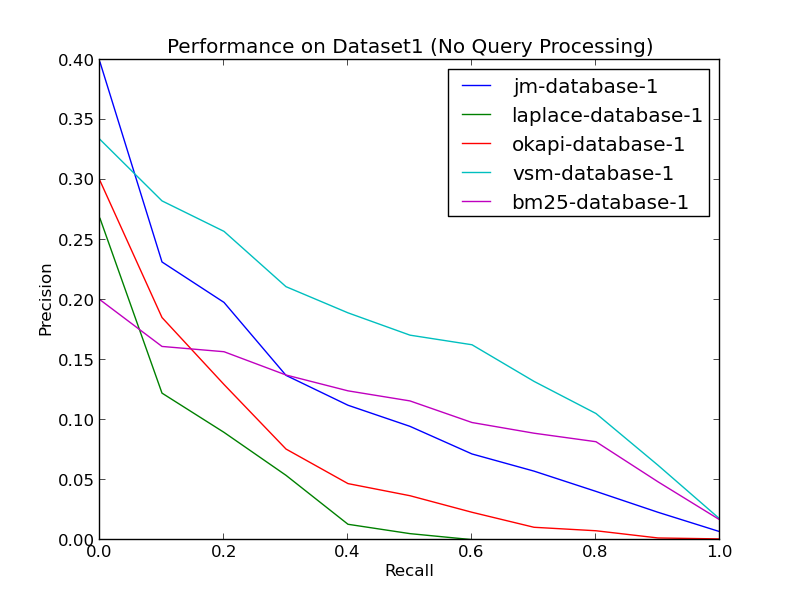 Performance on Dataset1 (No Query Processing)
jm-database-1
laplace-database-1
okapi-database-1
vsm-database-1
bm25-database-1
Precision
0.40
0.35
0.30
0.25
0.20
0.15
0.10
0.05
0.00
0.0 0.2 0.4 0.6 0.8 1.0
Recall